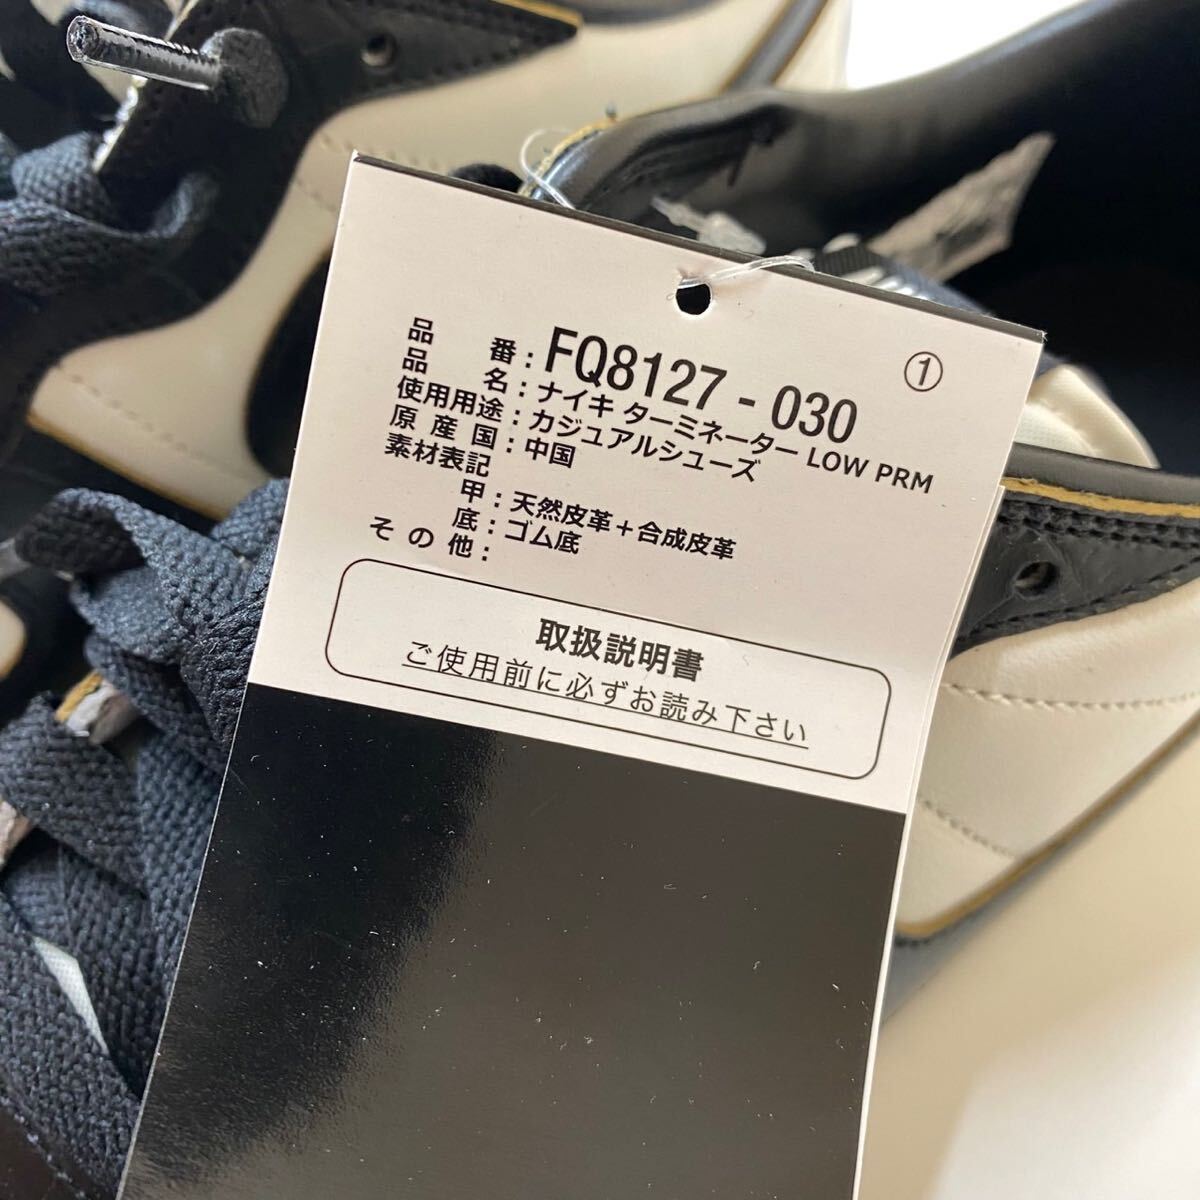 ①
品 番 : FQ8127 - 030
品 名 : ナイキ ターミネーター LOW PRM
使用用途 : カジュアルシューズ
原 産 国 : 中国
素材表記
甲 : 天然皮革+合成皮革
底 : ゴム底
そ の 他 :
取扱説明書
ご使用前に必ずお読み下さい